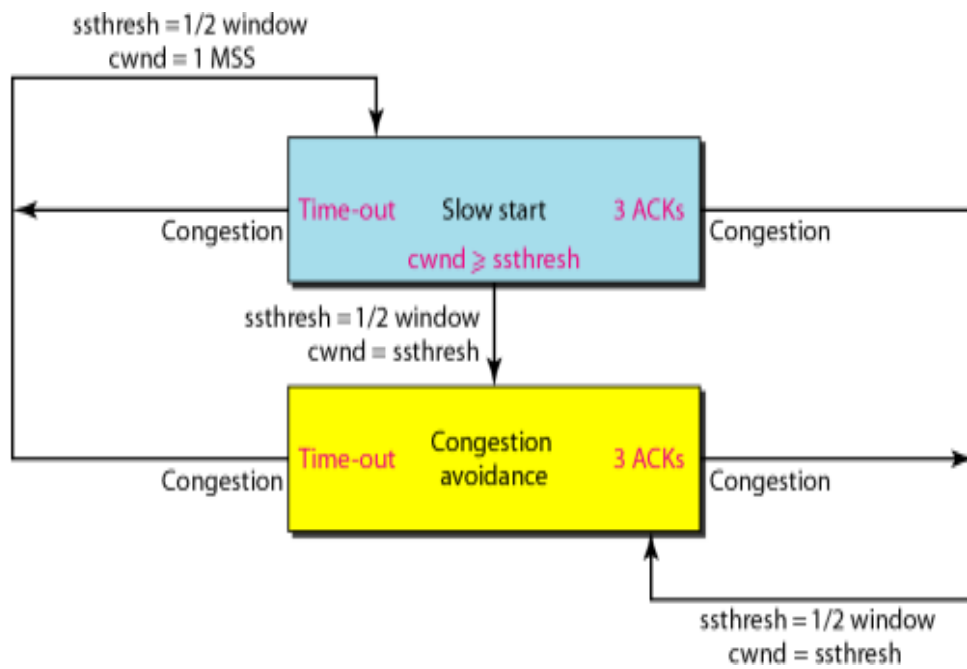 ssthresh = 1/2 window
cwnd = 1 MSS
Time-out
Slow start
3 ACKs
Congestion
Congestion
cwnd ⩾ ssthresh
ssthresh = 1/2 window
cwnd = ssthresh
Time-out
Congestion
avoidance
3 ACKs
Congestion
Congestion
ssthresh = 1/2 window
cwnd = ssthresh